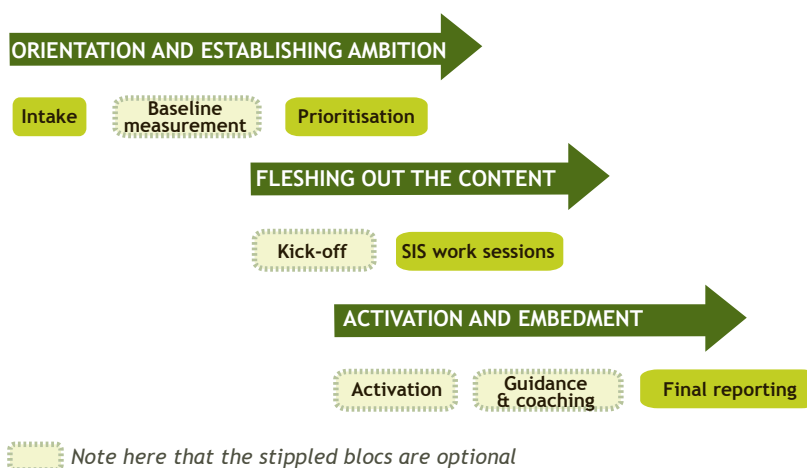 ORIENTATION AND ESTABLISHING AMBITION
Intake
Baseline
measurement
Prioritisation
FLESHING OUT THE CONTENT
Kick-off
SIS work sessions
ACTIVATION AND EMBEDMENT
Activation
Guidance
& coaching
Final reporting
Note here that the stippled blocs are optional